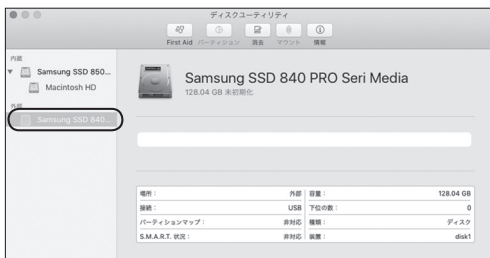 ディスクユーティリティ
First Aid パーティション 消去 マウント 情報
内蔵
Samsung SSD 850...
Macintosh HD
外部
Samsung SSD 840...
Samsung SSD 840 PRO Seri Media
128.04 GB 未初期化
場所： 外部 容量： 128.04 GB
接続： USB 下位の数： 0
パーティションマップ： 非対応 種類： ディスク
S.M.A.R.T. 状況： 非対応 装置： disk1